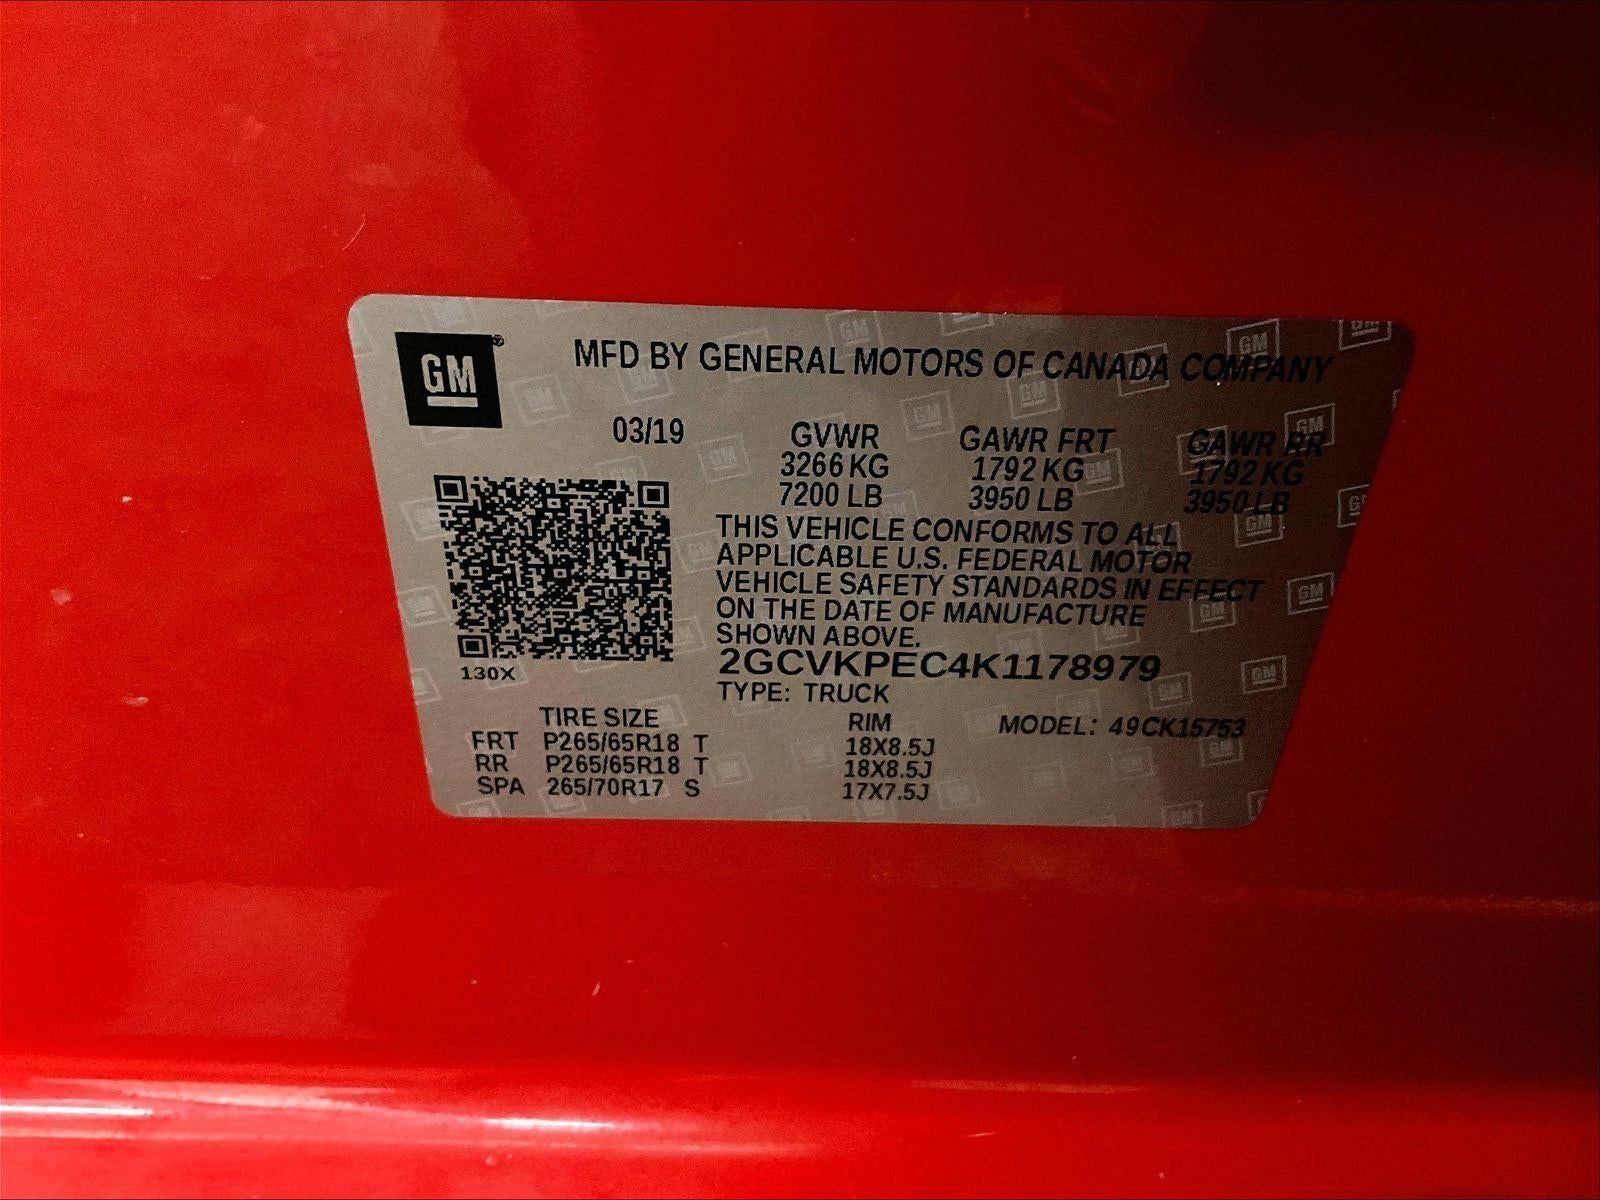 GM
MFD BY GENERAL MOTORS OF CANADA COMPANY
03/19 GVWR GAWR FRT GAWR RR
3266 KG 1792 KG 1792 KG
7200 LB 3950 LB 3950 LB
THIS VEHICLE CONFORMS TO ALL
APPLICABLE U.S. FEDERAL MOTOR
VEHICLE SAFETY STANDARDS IN EFFECT
ON THE DATE OF MANUFACTURE
SHOWN ABOVE.
2GCVKPEC4K1178979
130X
TYPE: TRUCK
TIRE SIZE RIM MODEL: 49CK15753
FRT P265/65R18 T 18X8.5J
RR P265/65R18 T 18X8.5J
SPA 265/70R17 S 17X7.5J